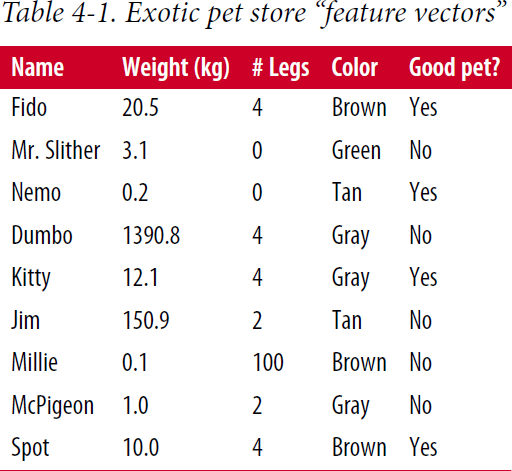 Table 4-1. Exotic pet store “feature vectors”
Name Weight (kg) # Legs Color Good pet?
Fido 20.5 4 Brown Yes
Mr. Slither 3.1 0 Green No
Nemo 0.2 0 Tan Yes
Dumbo 1390.8 4 Gray No
Kitty 12.1 4 Gray Yes
Jim 150.9 2 Tan No
Millie 0.1 100 Brown No
McPigeon 1.0 2 Gray No
Spot 10.0 4 Brown Yes